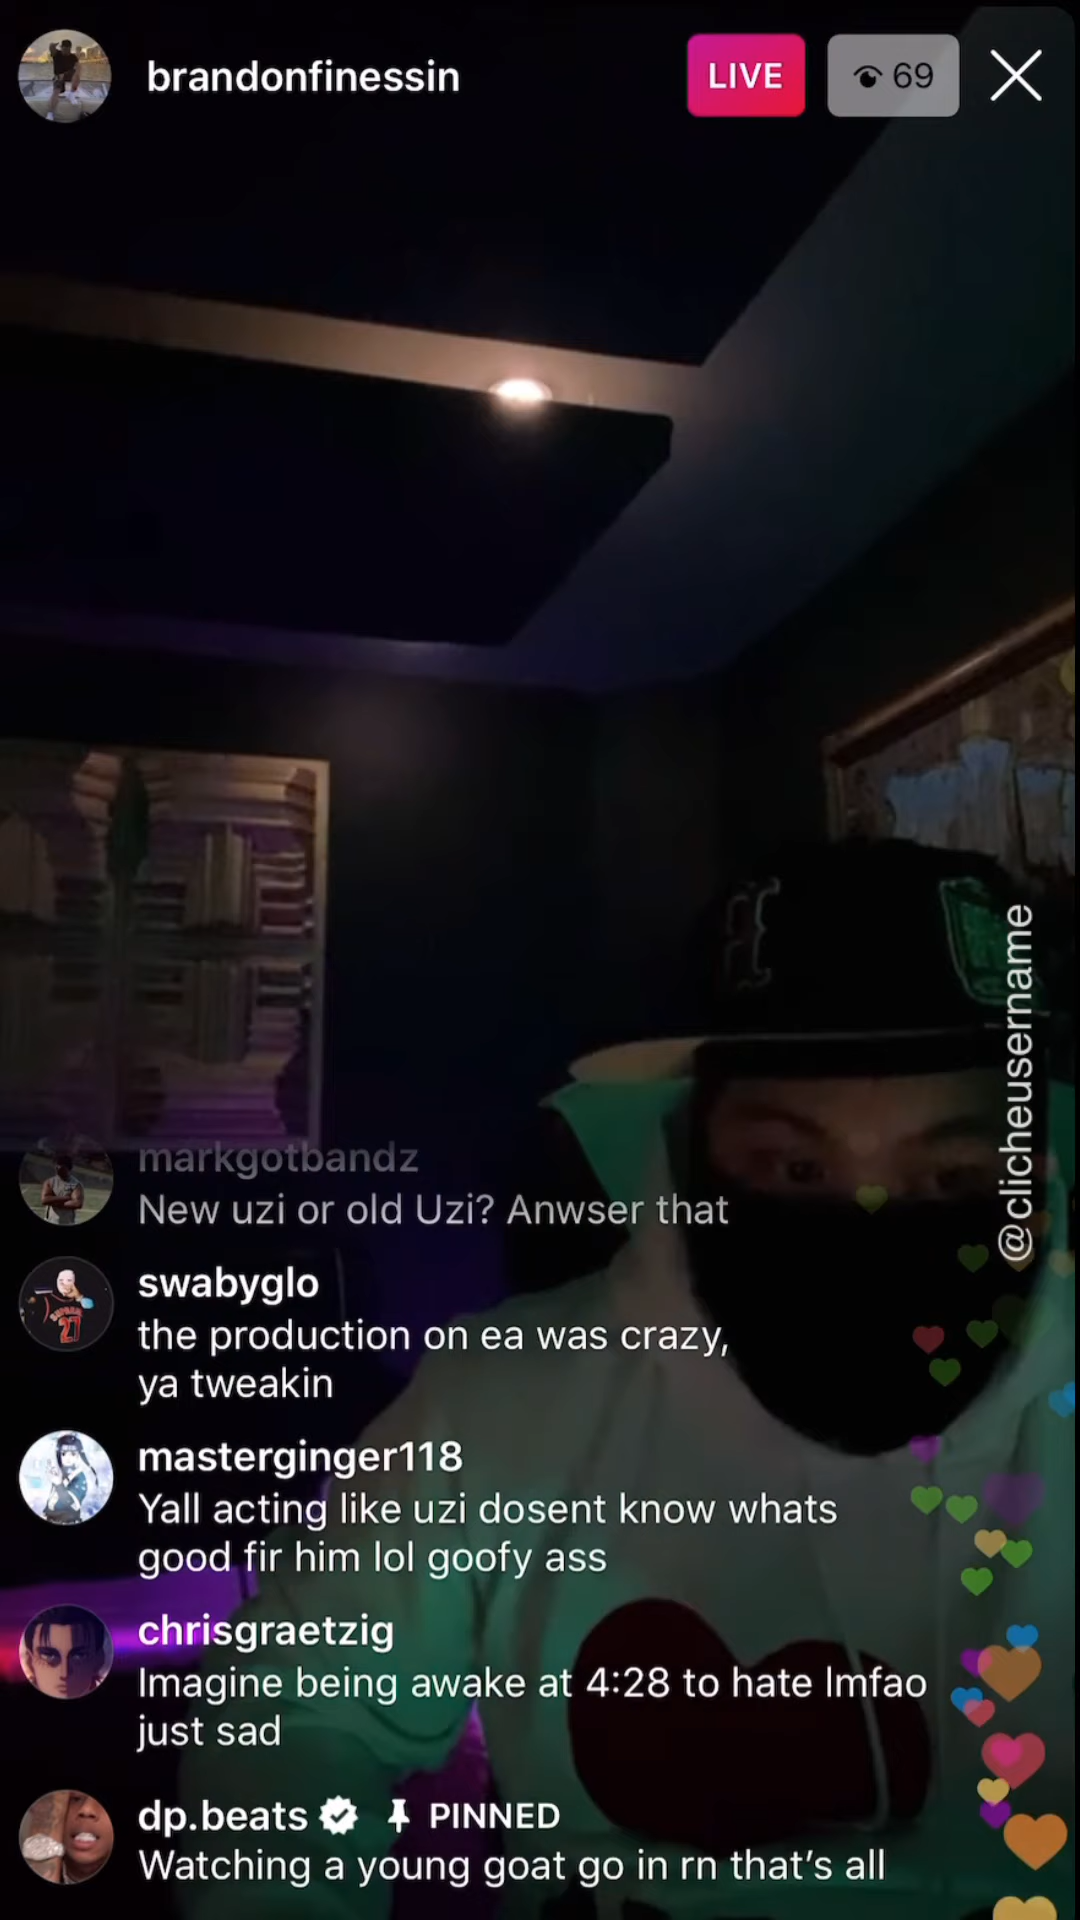 brandonfinessin
LIVE
69
@clicheusername
markgotbandz
New uzi or old Uzi? Anwser that
swabyglo
the production on ea was crazy,
ya tweakin
masterginger118
Yall acting like uzi dosent know whats
good fir him lol goofy ass
chrisgraetzig
Imagine being awake at 4:28 to hate lmfao
just sad
dp.beats PINNED
Watching a young goat go in rn that's all